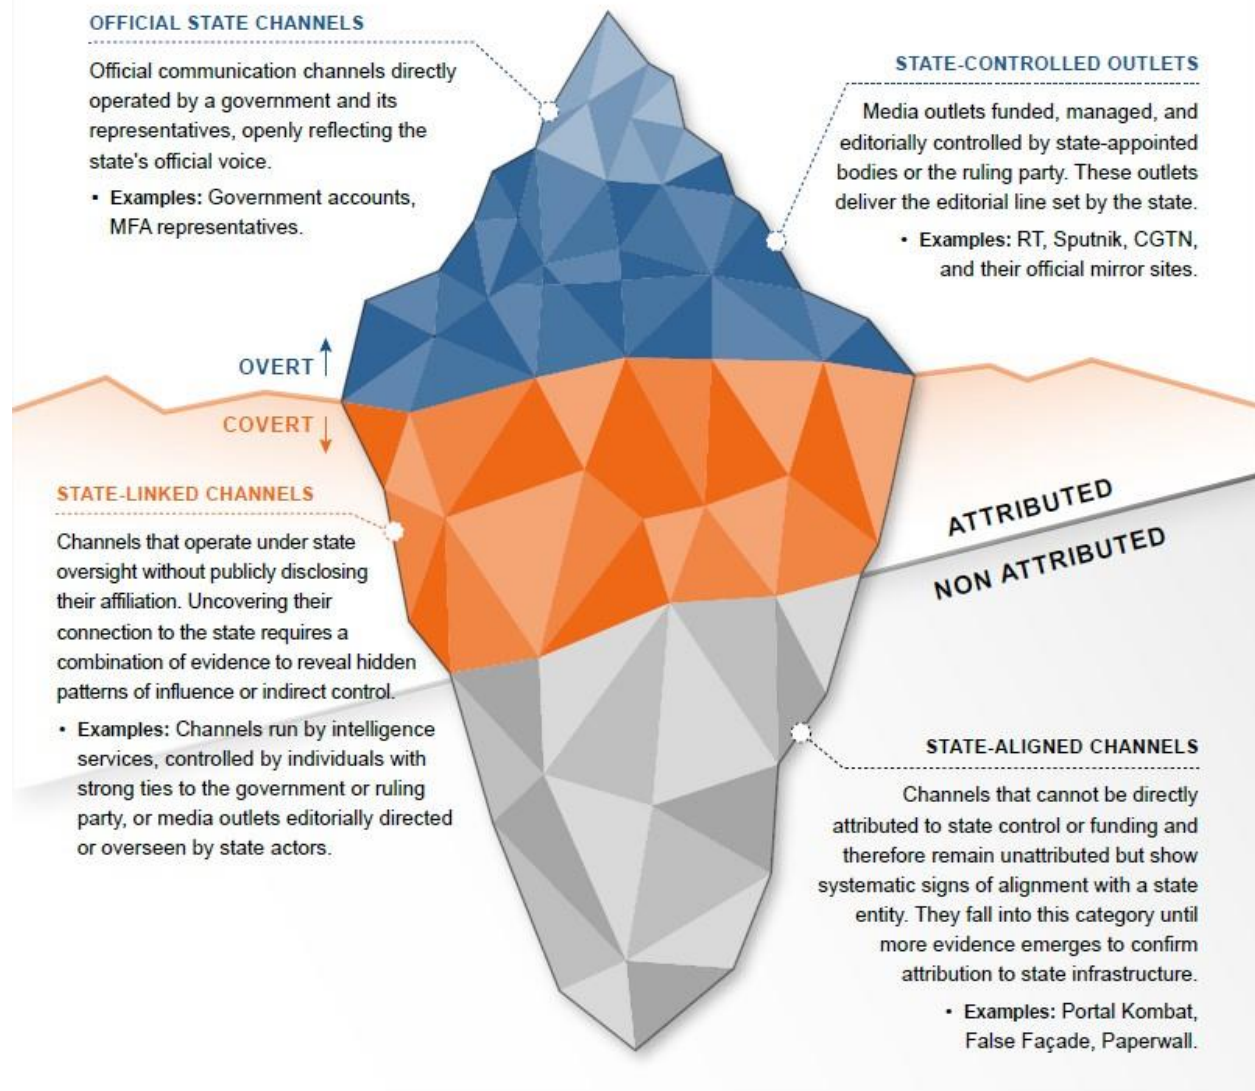 OFFICIAL STATE CHANNELS
Official communication channels directly
operated by a government and its
representatives, openly reflecting the
state's official voice.
▪ Examples: Government accounts,
MFA representatives.
STATE-CONTROLLED OUTLETS
Media outlets funded, managed, and
editorially controlled by state-appointed
bodies or the ruling party. These outlets
deliver the editorial line set by the state.
• Examples: RT, Sputnik, CGTN,
and their official mirror sites.
OVERT
COVERT
STATE-LINKED CHANNELS
Channels that operate under state
oversight without publicly disclosing
their affiliation. Uncovering their
connection to the state requires a
combination of evidence to reveal hidden
patterns of influence or indirect control.
• Examples: Channels run by intelligence
services, controlled by individuals with
strong ties to the government or ruling
party, or media outlets editorially directed
or overseen by state actors.
ATTRIBUTED
NON ATTRIBUTED
STATE-ALIGNED CHANNELS
Channels that cannot be directly
attributed to state control or funding and
therefore remain unattributed but show
systematic signs of alignment with a state
entity. They fall into this category until
more evidence emerges to confirm
attribution to state infrastructure.
• Examples: Portal Kombat,
False Façade, Paperwall.